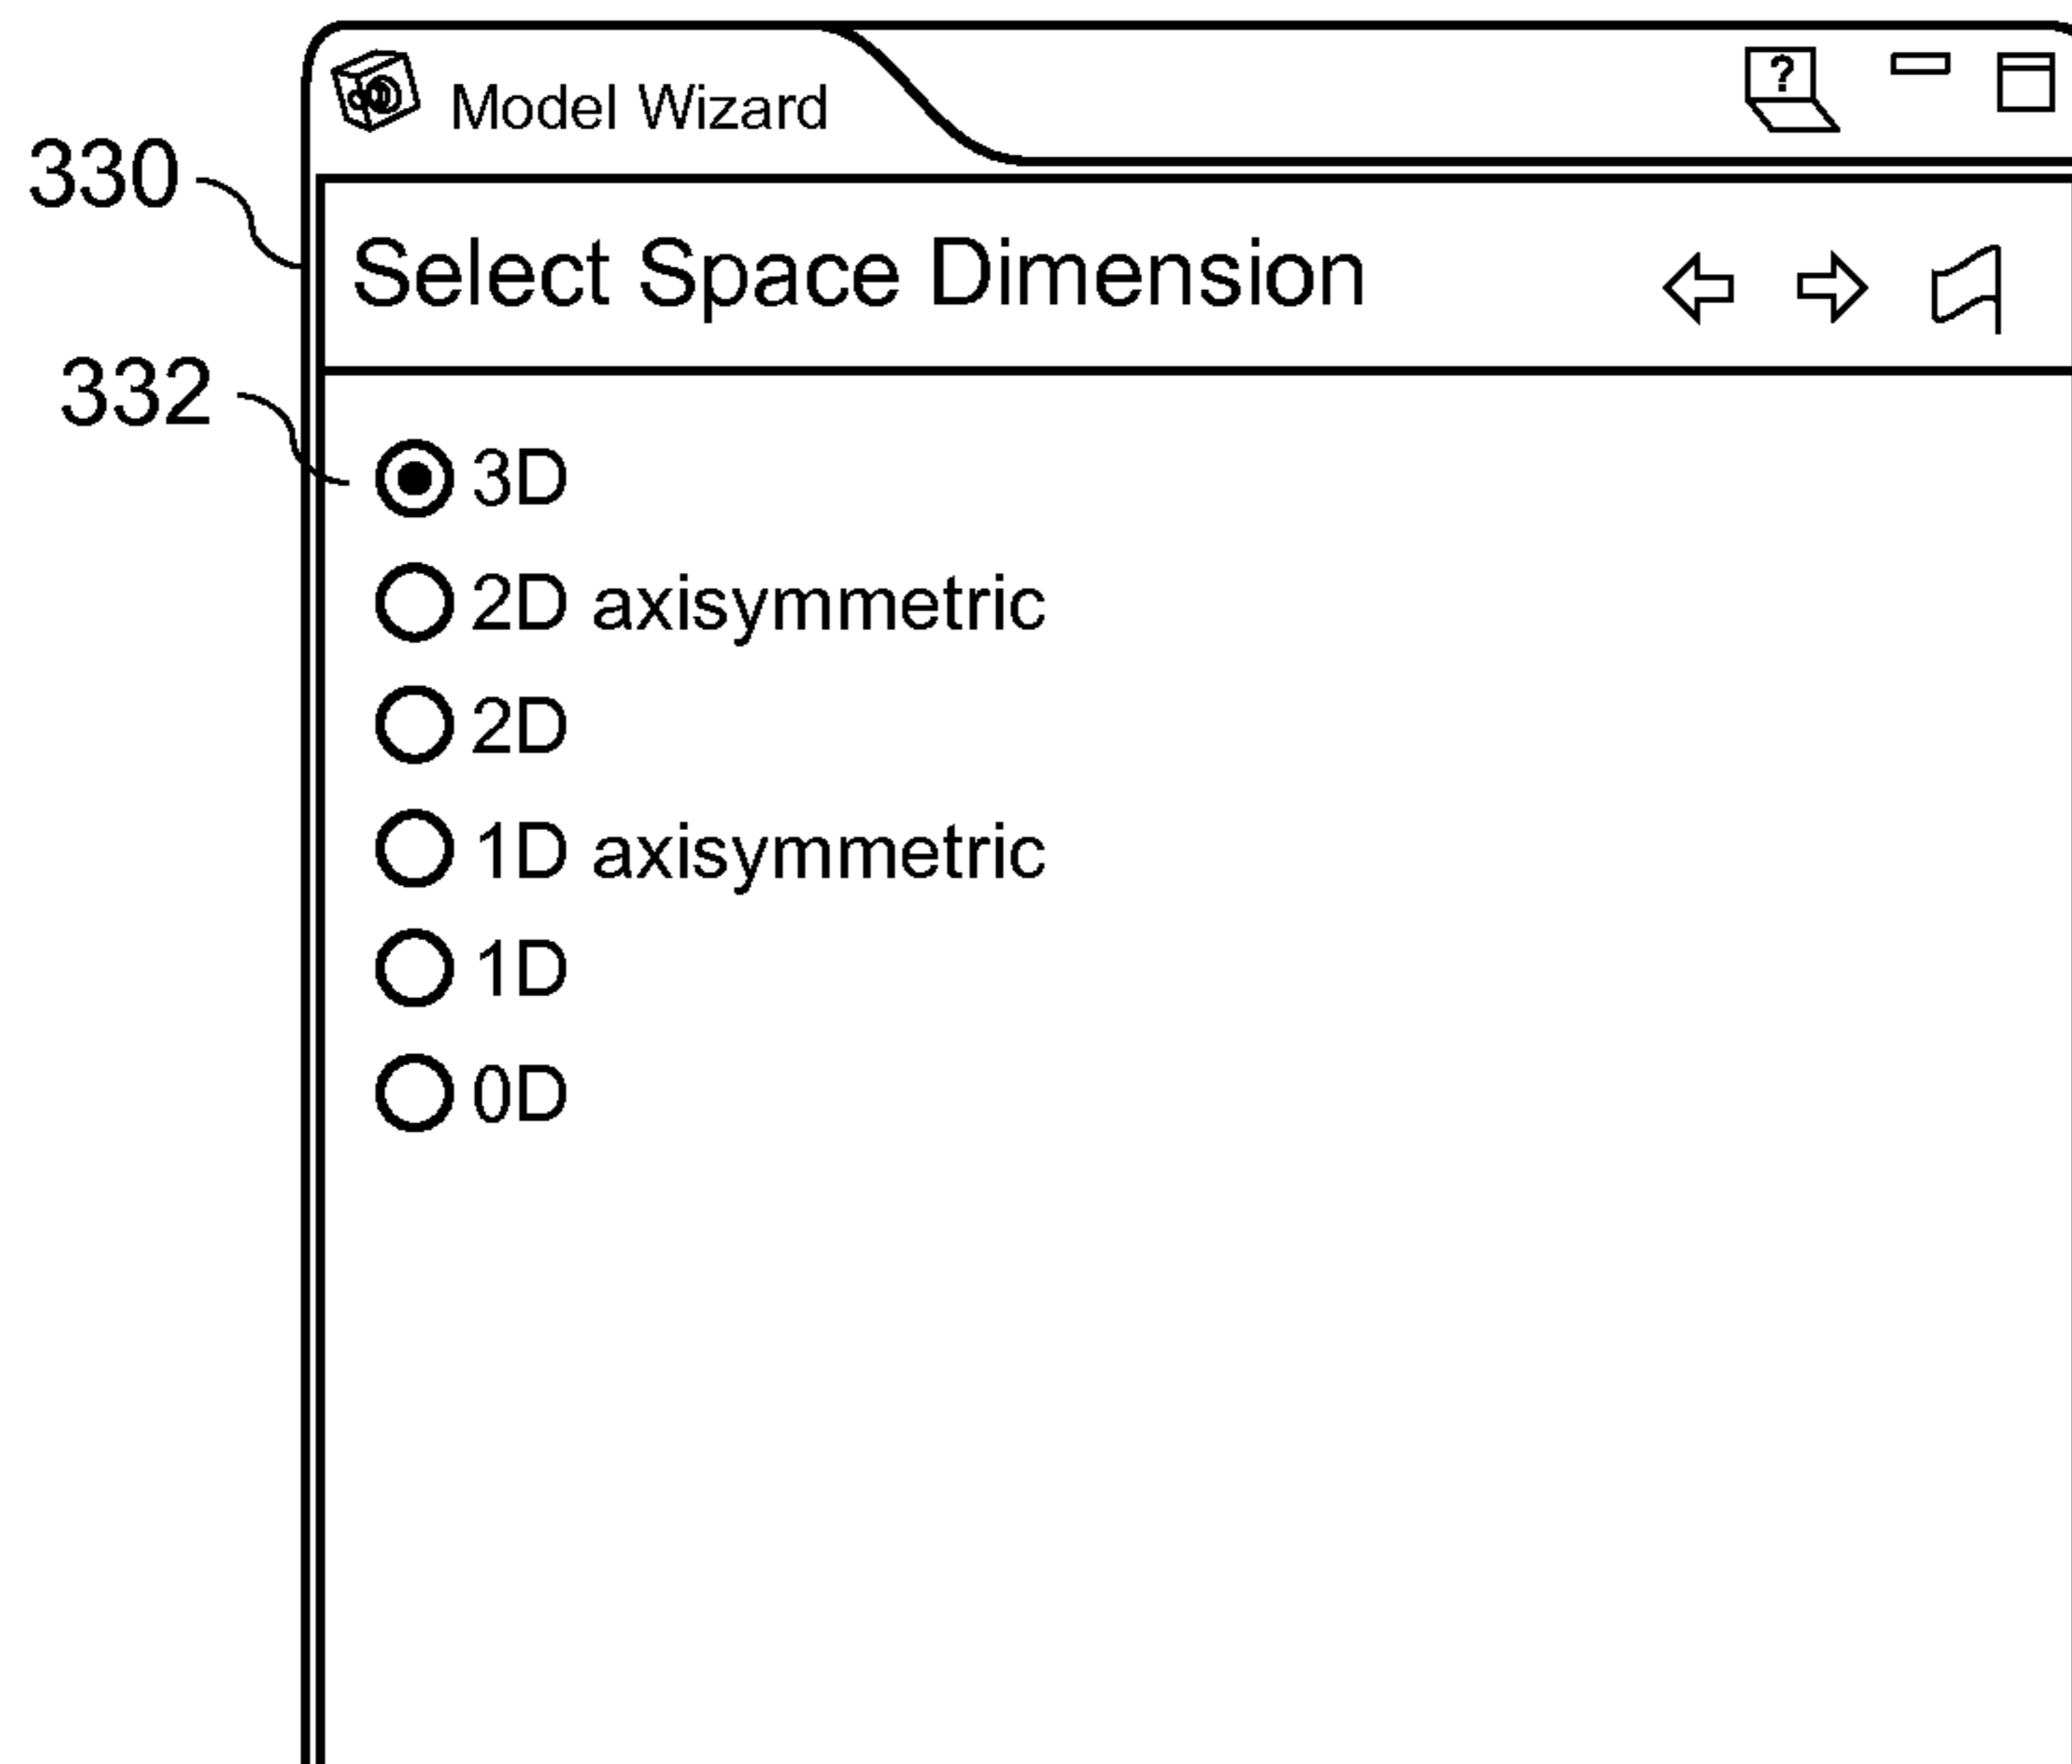 Model Wizard
?
330
Select Space Dimension
332
3D
2D axisymmetric
2D
1D axisymmetric
1D
0D